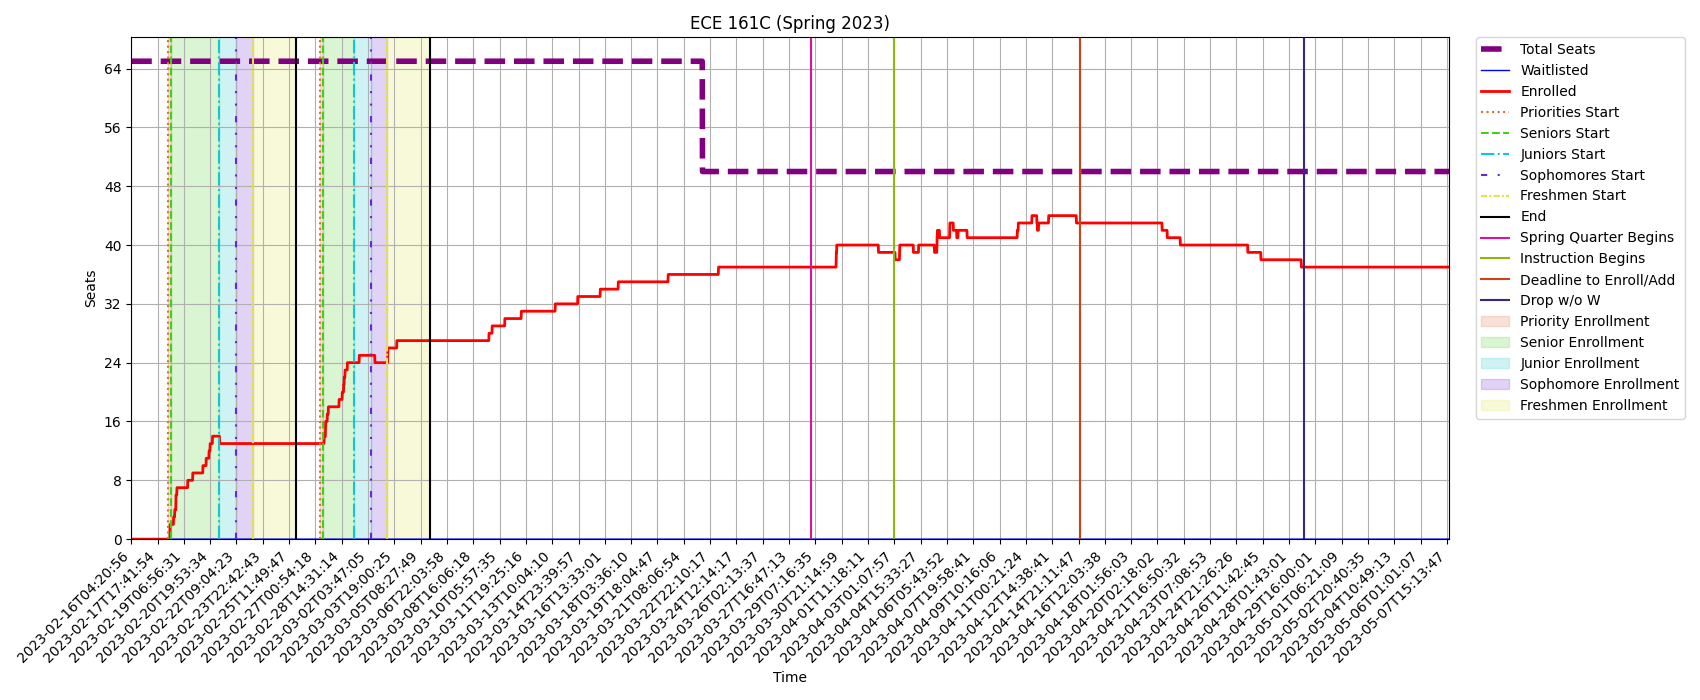 ECE 161C (Spring 2023)
Seats
64
56
48
40
32
24
16
8
0
2023-02-16T04:20:56
2023-02-17T17:41:54
2023-02-19T06:56:31
2023-02-20T19:53:34
2023-02-22T09:04:23
2023-02-23T22:42:43
2023-02-25T11:49:47
2023-02-27T00:54:18
2023-02-28T14:31:14
2023-03-02T03:47:05
2023-03-03T19:00:25
2023-03-05T08:27:49
2023-03-06T22:03:58
2023-03-08T16:06:18
2023-03-10T05:57:35
2023-03-11T19:25:16
2023-03-13T10:04:10
2023-03-14T23:39:57
2023-03-16T13:33:01
2023-03-18T03:36:10
2023-03-19T18:04:47
2023-03-21T08:06:54
2023-03-22T22:10:17
2023-03-24T12:14:17
2023-03-26T02:13:37
2023-03-27T16:47:13
2023-03-29T07:16:35
2023-03-30T21:14:59
2023-04-01T11:18:11
2023-04-03T01:07:57
2023-04-04T15:33:27
2023-04-06T05:43:52
2023-04-07T19:58:41
2023-04-09T10:16:06
2023-04-11T00:21:24
2023-04-12T14:38:41
2023-04-14T21:11:47
2023-04-16T12:03:38
2023-04-18T01:56:03
2023-04-20T02:18:02
2023-04-21T16:50:32
2023-04-23T07:08:53
2023-04-24T21:26:26
2023-04-26T11:42:45
2023-04-28T01:43:01
2023-04-29T16:00:01
2023-05-01T06:21:09
2023-05-02T20:40:35
2023-05-04T10:49:13
2023-05-06T01:01:07
2023-05-07T15:13:47
Time
Total Seats
Waitlisted
Enrolled
Priorities Start
Seniors Start
Juniors Start
Sophomores Start
Freshmen Start
End
Spring Quarter Begins
Instruction Begins
Deadline to Enroll/Add
Drop w/o W
Priority Enrollment
Senior Enrollment
Junior Enrollment
Sophomore Enrollment
Freshmen Enrollment